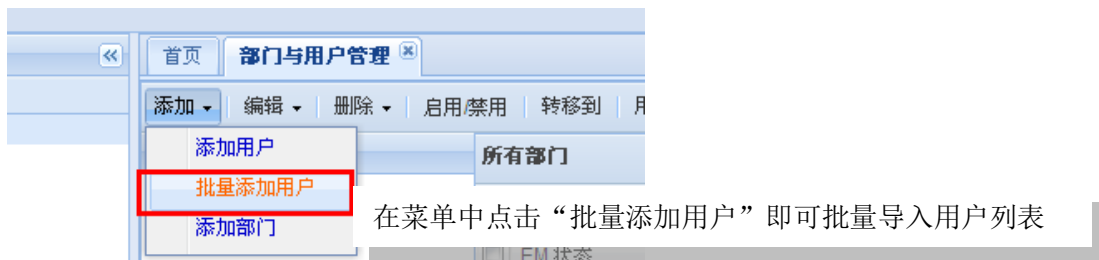 首页 部门与用户管理
添加 编辑 删除 启用/禁用 转移到
添加用户
所有部门
批量添加用户
在菜单中点击“批量添加用户”即可批量导入用户列表
添加部门
EM 状态